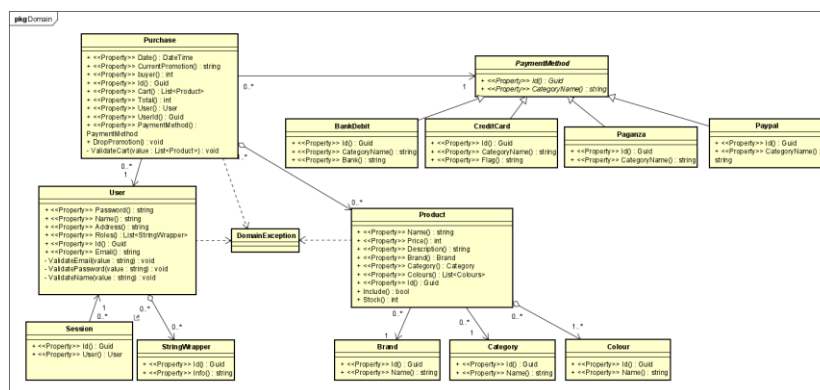 pkg Domain
Purchase
+ <<Property>> Date() : DateTime
+ <<Property>> CurrentPromotion() : string
+ <<Property>> buyer() : int
+ <<Property>> Id() : Guid
+ <<Property>> Cart() : List<Product>
+ <<Property>> Total() : int
+ <<Property>> User() : User
+ <<Property>> UserId() : Guid
+ <<Property>> PaymentMethod() :
PaymentMethod
+ DropPromotion() : void
- ValidateCart(value : List<Product>) : void
0..*
1
PaymentMethod
+ <<Property>> Id() : Guid
+ <<Property>> CategoryName() : string
BankDebit
+ <<Property>> Id() : Guid
+ <<Property>> CategoryName() : string
+ <<Property>> Bank() : string
CreditCard
+ <<Property>> Id() : Guid
+ <<Property>> CategoryName() : string
+ <<Property>> Flag() : string
Paganza
+ <<Property>> Id() : Guid
+ <<Property>> CategoryName() : string
Paypal
+ <<Property>> Id() : Guid
+ <<Property>> CategoryName() :
string
0..*
1
0..*
User
+ <<Property>> Password() : string
+ <<Property>> Name() : string
+ <<Property>> Address() : string
+ <<Property>> Roles() : List<StringWrapper>
+ <<Property>> Id() : Guid
+ <<Property>> Email() : string
- ValidateEmail(value : string) : void
- ValidatePassword(value : string) : void
- ValidateName(value : string) : void
DomainException
Product
+ <<Property>> Name() : string
+ <<Property>> Price() : int
+ <<Property>> Description() : string
+ <<Property>> Brand() : Brand
+ <<Property>> Category() : Category
+ <<Property>> Colours() : List<Colours>
+ <<Property>> Id() : Guid
+ Include() : bool
+ Stock() : int
1
0..*
0..*
0..*
1
0..*
1
0..*
1..*
Session
+ <<Property>> Id() : Guid
+ <<Property>> User() : User
StringWrapper
+ <<Property>> Id() : Guid
+ <<Property>> Info() : string
Brand
+ <<Property>> Id() : Guid
+ <<Property>> Name() : string
Category
+ <<Property>> Id() : Guid
+ <<Property>> Name() : string
Colour
+ <<Property>> Id() : Guid
+ <<Property>> Name() : string